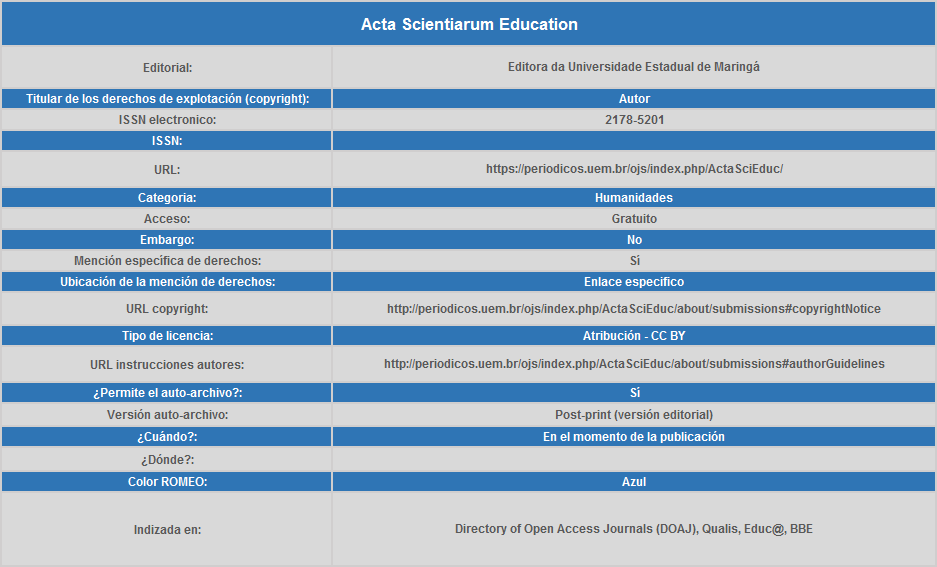 Acta Scientiarum Education
Editorial: Editora da Universidade Estadual de Maringá
Titular de los derechos de explotación (copyright): Autor
ISSN electronico: 2178-5201
ISSN:
URL: https://periodicos.uem.br/ojs/index.php/ActaSciEduc/
Categoria: Humanidades
Acceso: Gratuito
Embargo: No
Mención específica de derechos: Sí
Ubicación de la mención de derechos: Enlace especifico
URL copyright: http://periodicos.uem.br/ojs/index.php/ActaSciEduc/about/submissions#copyrightNotice
Tipo de licencia: Atribución - CC BY
URL instrucciones autores: http://periodicos.uem.br/ojs/index.php/ActaSciEduc/about/submissions#authorGuidelines
¿Permite el auto-archivo?: Sí
Versión auto-archivo: Post-print (versión editorial)
¿Cuándo?: En el momento de la publicación
¿Dónde?:
Color ROMEO: Azul
Indizada en: Directory of Open Access Journals (DOAJ), Qualis, Educ@, BBE